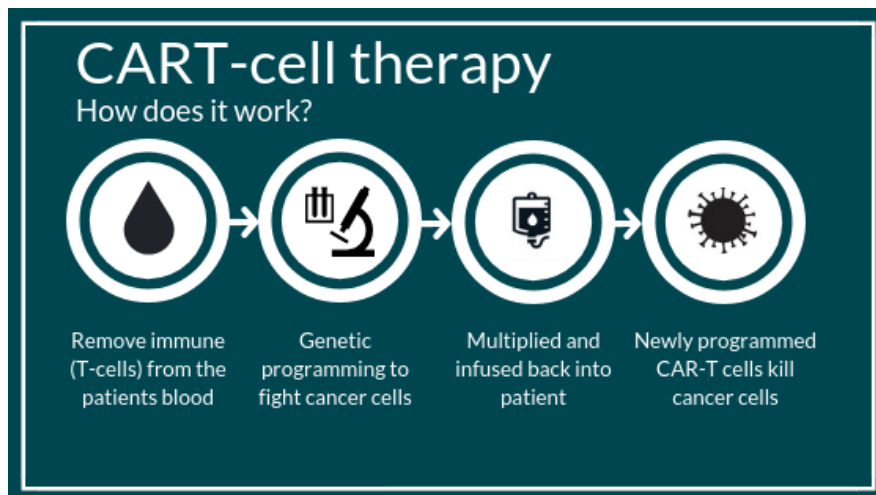 CART-cell therapy
How does it work?
Remove immune
(T-cells) from the
patients blood
Genetic
programming to
fight cancer cells
Multiplied and
infused back into
patient
Newly programmed
CAR-T cells kill
cancer cells